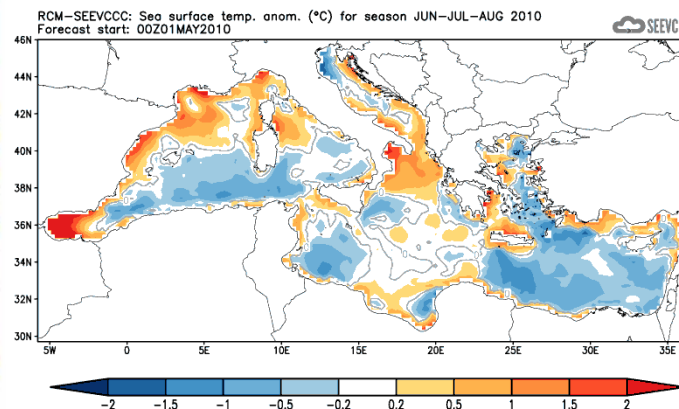 RCM-SEEVCCC: Sea surface temp. anom. (°C) for season JUN-JUL-AUG 2010
Forecast start: 00Z01MAY2010
SEEVC
46N
44N
42N
40N
38N
36N
34N
32N
30N
5W 0 5E 10E 15E 20E 25E 30E 35E
-2 -1.5 -1 -0.5 -0.2 0.2 0.5 1 1.5 2